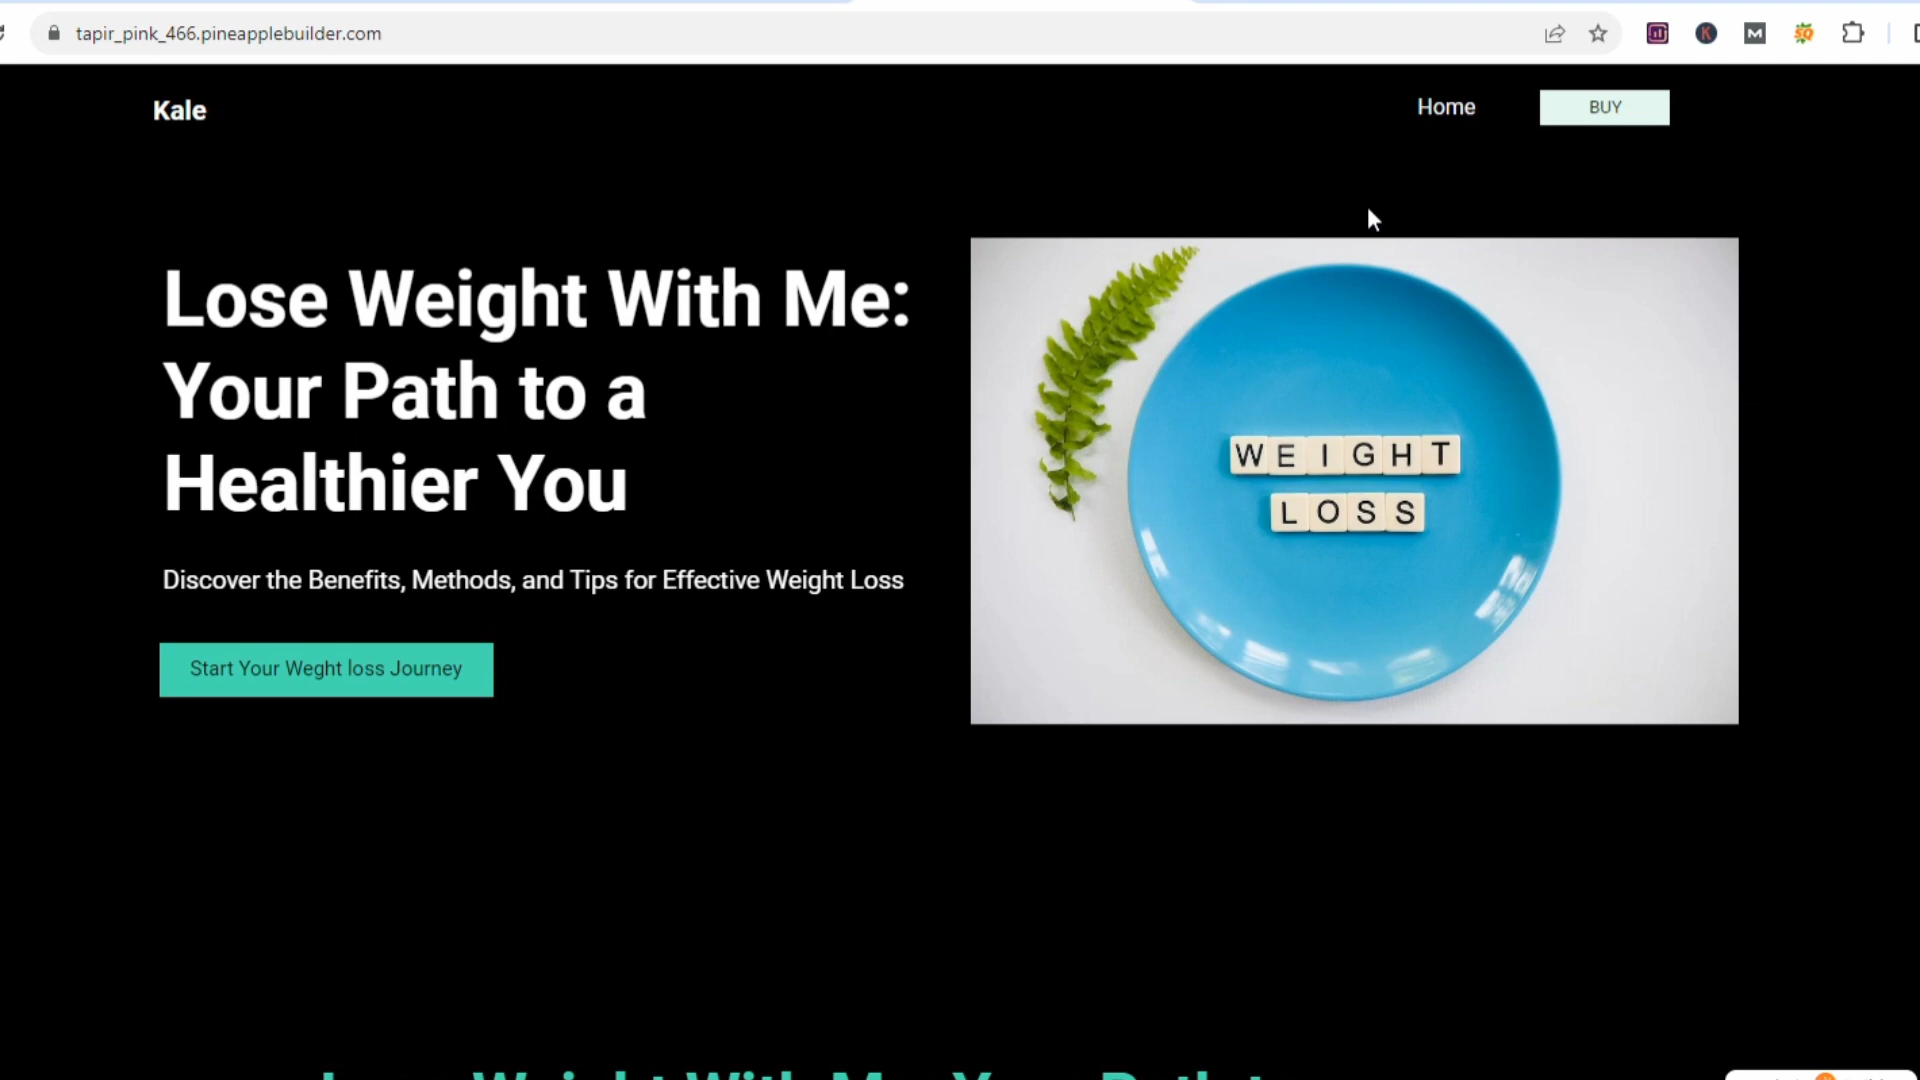 tapir_pink_466.pineapplebuilder.com
Kale
Home
BUY
Lose Weight With Me:
Your Path to a
Healthier You
Discover the Benefits, Methods, and Tips for Effective Weight Loss
Start Your Weght loss Journey
WEIGHT
LOSS